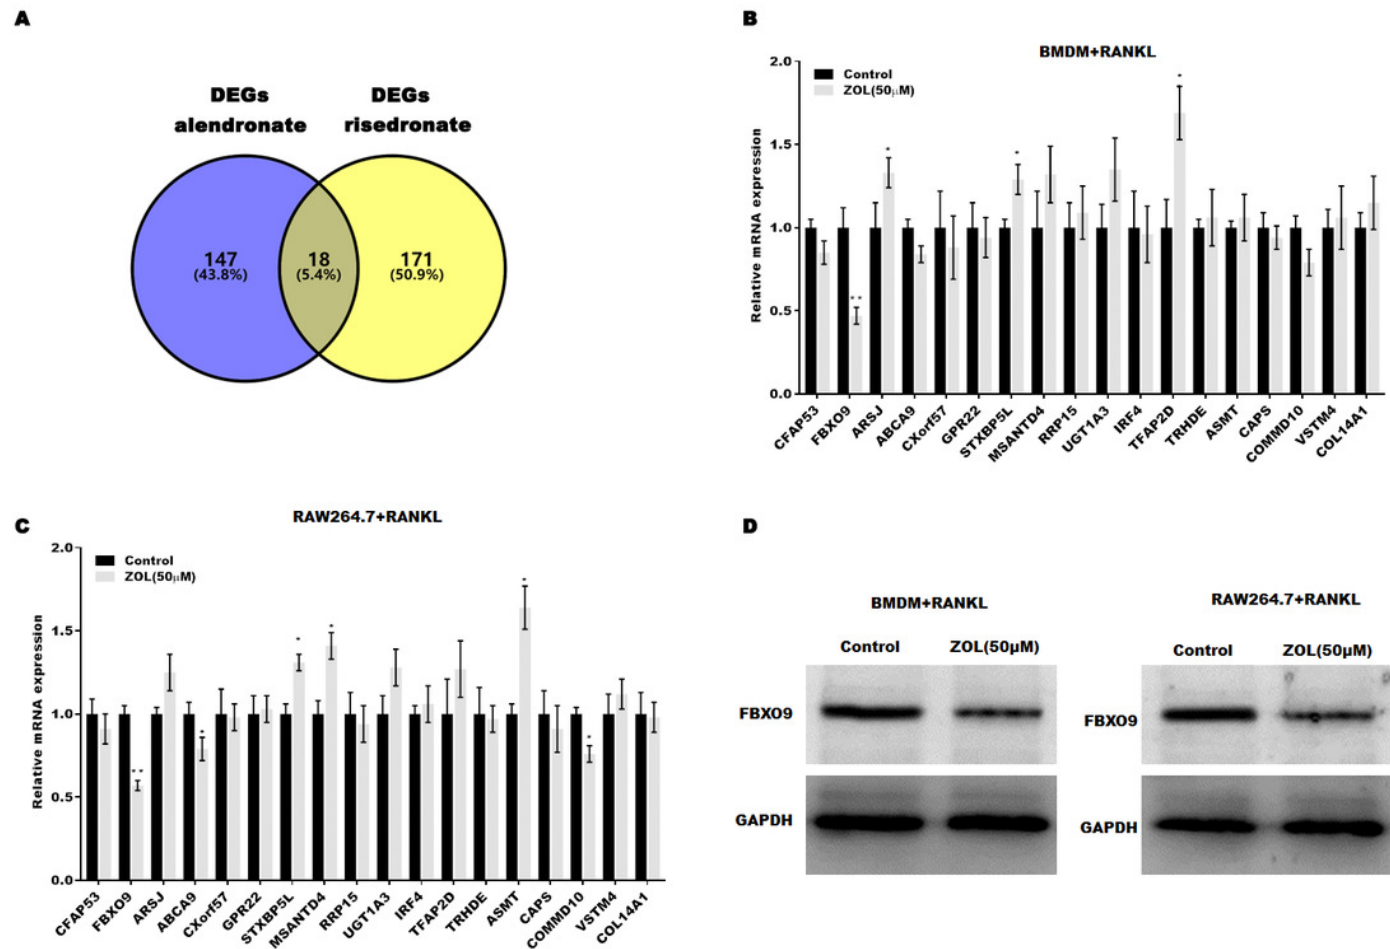 A
DEGs
alendronate
DEGs
risedronate
147
(43.8%)
18
(5.4%)
171
(50.9%)
B
BMDM+RANKL
Control
ZOL(50μM)
Relative mRNA expression
2.0
1.5
1.0
0.5
0.0
*
**
*
*
CFAP53
FBXO9
ARSJ
ABCA9
CXorf57
GPR22
STXBP5L
MSANTD4
RRP15
UGT1A3
IRF4
TFAP2D
TRHDE
ASMT
CAPS
COMMD10
VSTM4
COL14A1
C
RAW264.7+RANKL
Control
ZOL(50μM)
Relative mRNA expression
2.0
1.5
1.0
0.5
0.0
**
*
*
*
*
*
CFAP53
FBXO9
ARSJ
ABCA9
CXorf57
GPR22
STXBP5L
MSANTD4
RRP15
UGT1A3
IRF4
TFAP2D
TRHDE
ASMT
CAPS
COMMD10
VSTM4
COL14A1
D
BMDM+RANKL
Control ZOL(50μM)
FBXO9
GAPDH
RAW264.7+RANKL
Control ZOL(50μM)
FBXO9
GAPDH